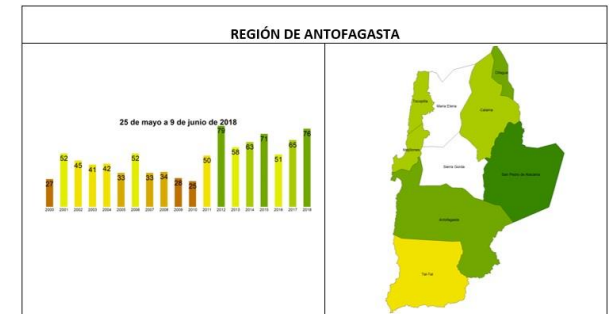 REGIÓN DE ANTOFAGASTA
25 de mayo a 9 de junio de 2018
27 52 45 41 42 33 52 33 34 28 25 50 79 58 63 71 51 65 76
2000 2001 2002 2003 2004 2005 2006 2007 2008 2009 2010 2011 2012 2013 2014 2015 2016 2017 2018
Tocopilla
María Elena
Calama
Mejillones
Sierra Gorda
San Pedro de Atacama
Antofagasta
Tal-Tal